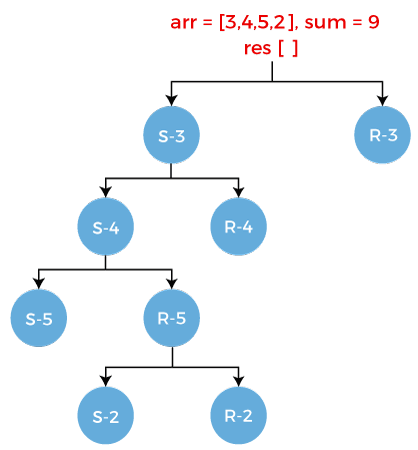 arr = [3,4,5,2], sum = 9
res [ ]
S-3
R-3
S-4
R-4
S-5
R-5
S-2
R-2